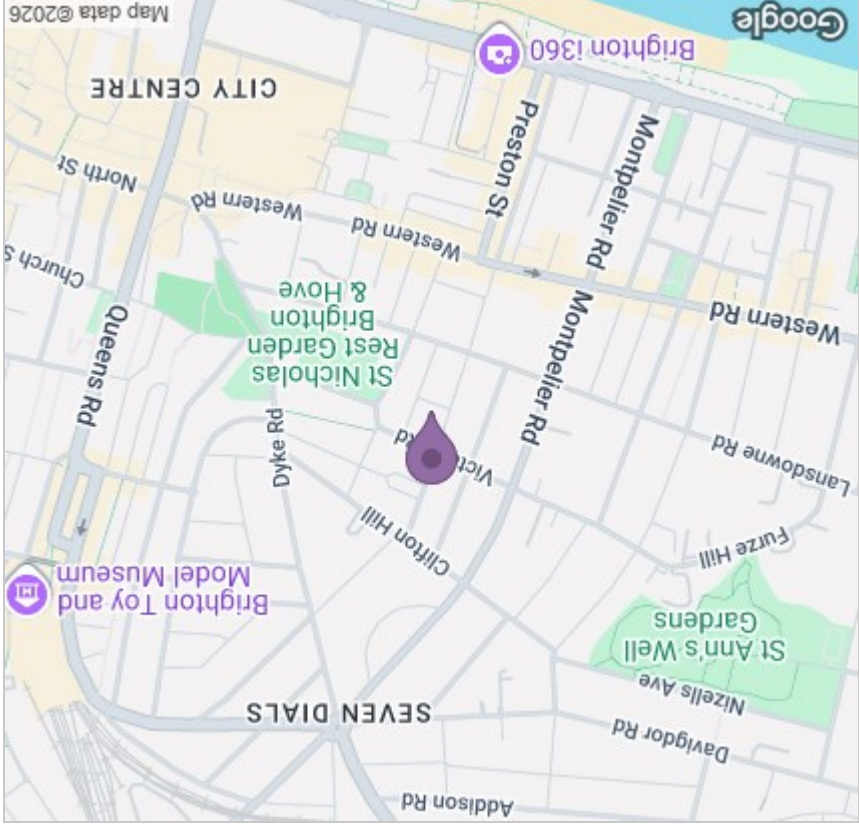 Addison Rd
Davigdor Rd
SEVEN DIALS
Nizells Ave
St Ann's Well
Gardens
Brighton Toy and
Model Museum
Furze Hill
Clifton Hill
Lansdowne Rd
Vict
Rd
Dyke Rd
Montpelier Rd
Queens Rd
St Nicholas
Rest Garden
Brighton
& Hove
Western Rd
Church S
Western Rd
Western Rd
Montpelier Rd
North St
Preston St
CITY CENTRE
Brighton i360
Google
Map data ©2026